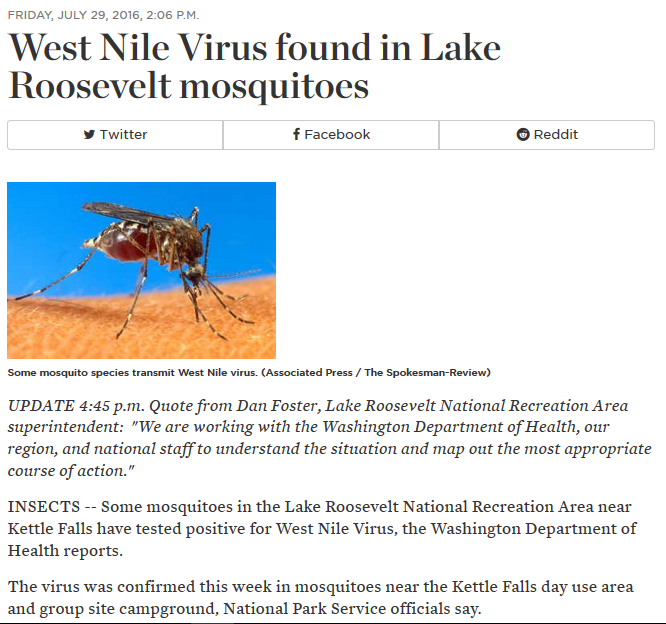 FRIDAY, JULY 29, 2016, 2:06 P.M.
West Nile Virus found in Lake
Roosevelt mosquitoes
Twitter
Facebook
Reddit
Some mosquito species transmit West Nile virus. (Associated Press / The Spokesman-Review)
UPDATE 4:45 p.m. Quote from Dan Foster, Lake Roosevelt National Recreation Area
superintendent:  "We are working with the Washington Department of Health, our
region, and national staff to understand the situation and map out the most appropriate
course of action."
INSECTS -- Some mosquitoes in the Lake Roosevelt National Recreation Area near
Kettle Falls have tested positive for West Nile Virus, the Washington Department of
Health reports.
The virus was confirmed this week in mosquitoes near the Kettle Falls day use area
and group site campground, National Park Service officials say.